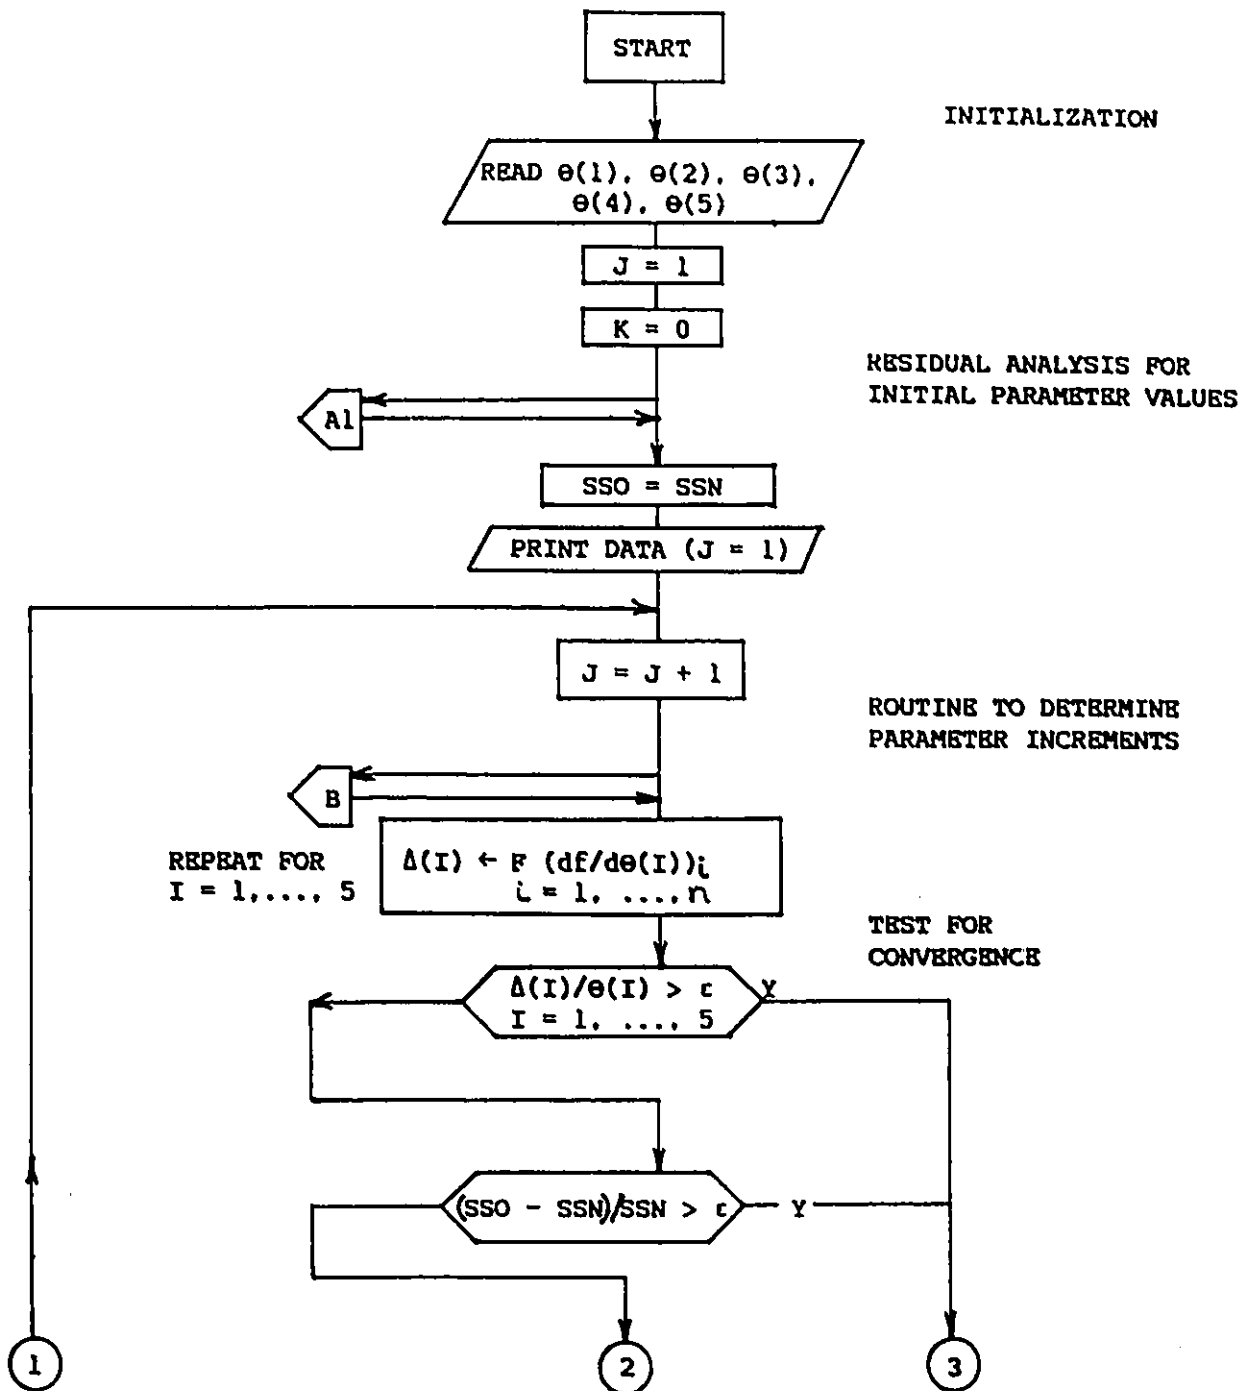 START
INITIALIZATION
READ θ(1), θ(2), θ(3),
θ(4), θ(5)
J = 1
K = 0
RESIDUAL ANALYSIS FOR
INITIAL PARAMETER VALUES
A1
SSO = SSN
PRINT DATA (J = 1)
J = J + 1
ROUTINE TO DETERMINE
PARAMETER INCREMENTS
B
REPEAT FOR
I = 1,..., 5
Δ(I) ← F (df/dθ(I))i
i = 1, ..., n
TEST FOR
CONVERGENCE
Δ(I)/θ(I) > ε Y
I = 1, ..., 5
(SSO - SSN)/SSN > ε Y
1
2
3